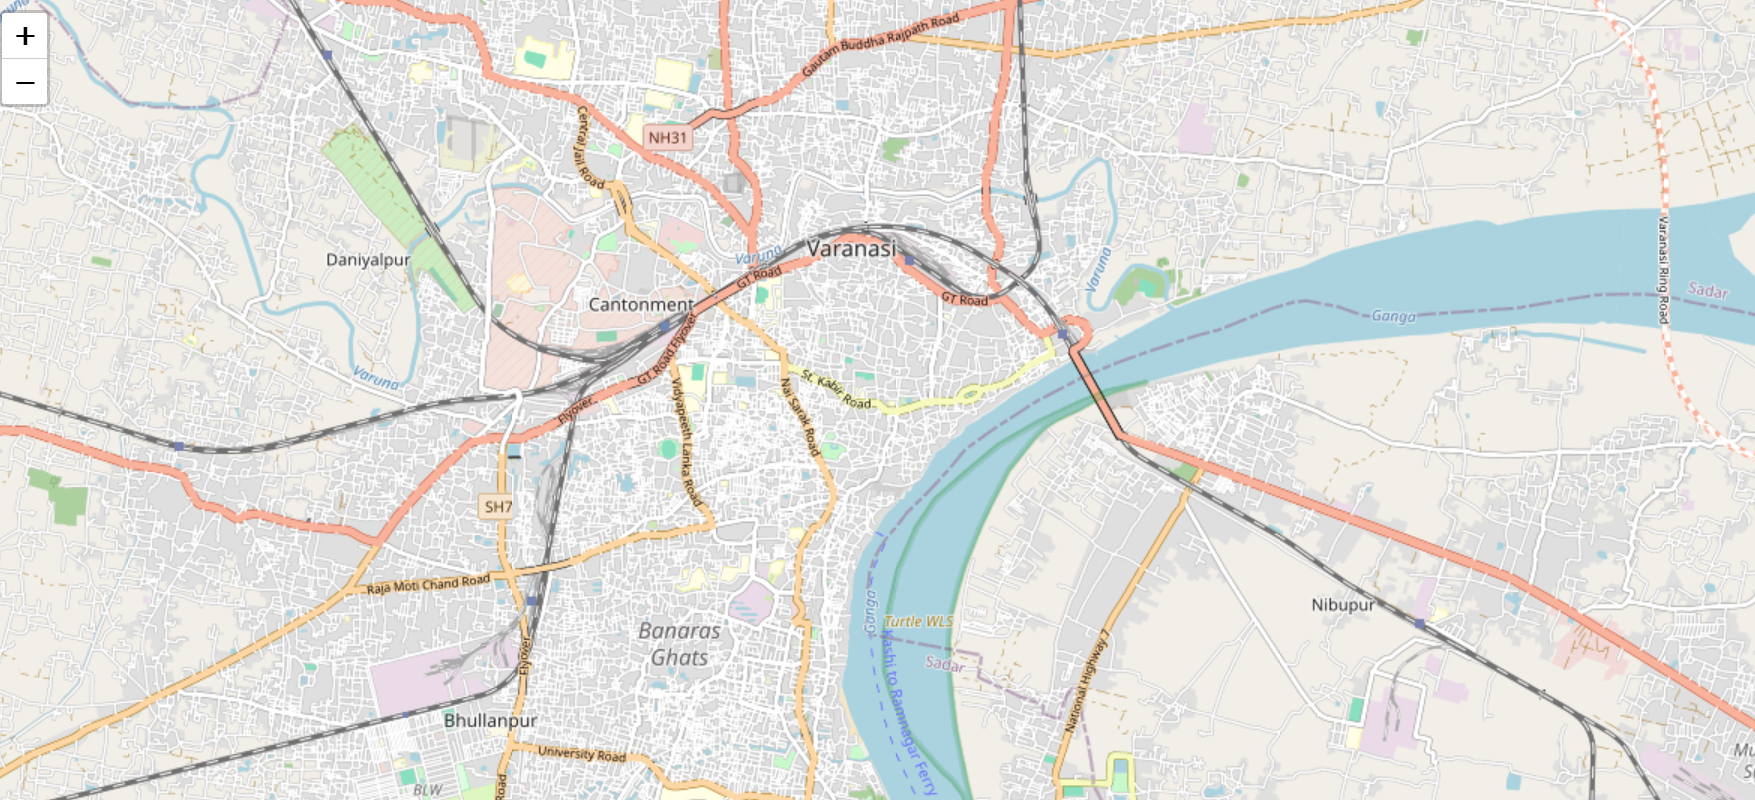 +
−
Gautam Buddha Rajpath Road
NH31
Central Jail Road
Varuna
Varanasi
GT Road
GT Road
Varuna
Daniyalpur
Cantonment
GT Road Flyover
Varuna
Flyover
Vidyapeeth Lanka Road
Nai Sarak Road
St. Kabir Road
Varanasi Ring Road
Sadar
Ganga
SH7
Raja Moti Chand Road
Banaras
Ghats
Ganga
Turtle WLS
Kashi to Ramnagar Ferry
Sadar
National Highway 7
Nibupur
Flyover
Bhullanpur
University Road
BLW
Road